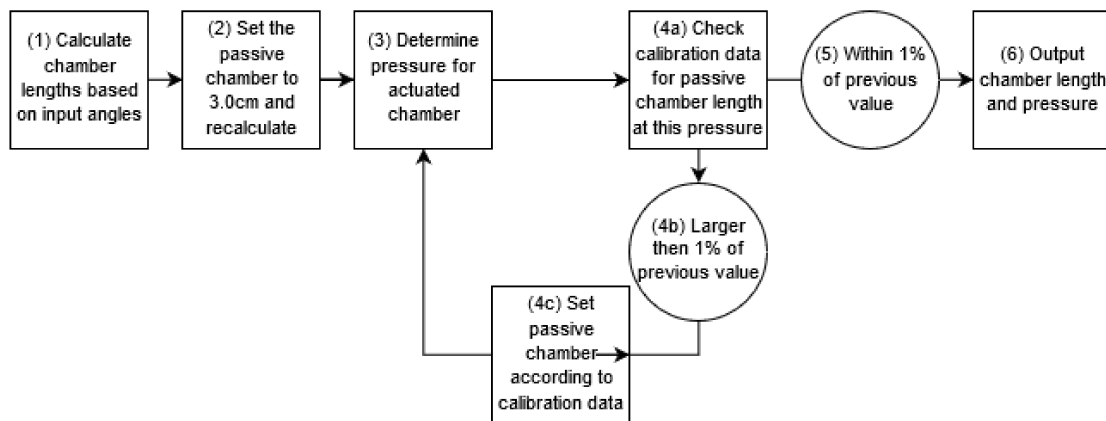 (1) Calculate
chamber
lengths based
on input angles
(2) Set the
passive
chamber to
3.0cm and
recalculate
(3) Determine
pressure for
actuated
chamber
(4a) Check
calibration data
for passive
chamber length
at this pressure
(5) Within 1%
of previous
value
(6) Output
chamber length
and pressure
(4b) Larger
then 1% of
previous value
(4c) Set
passive
chamber
according to
calibration data